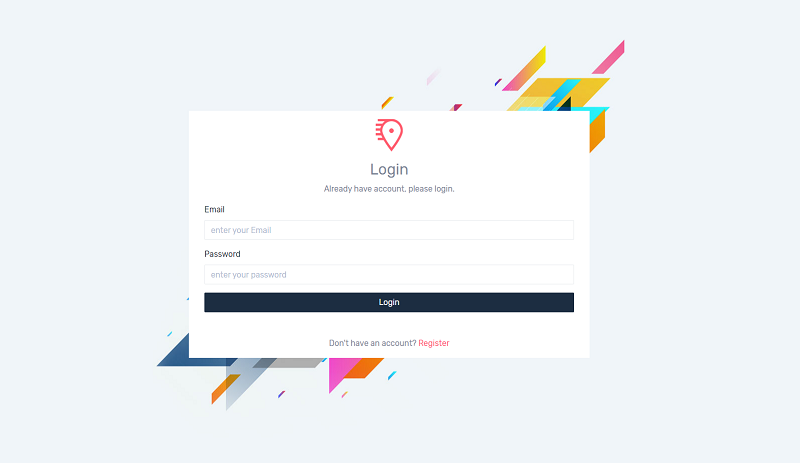 Login
Already have account, please login.
Email
enter your Email
Password
enter your password
Login
Don't have an account? Register